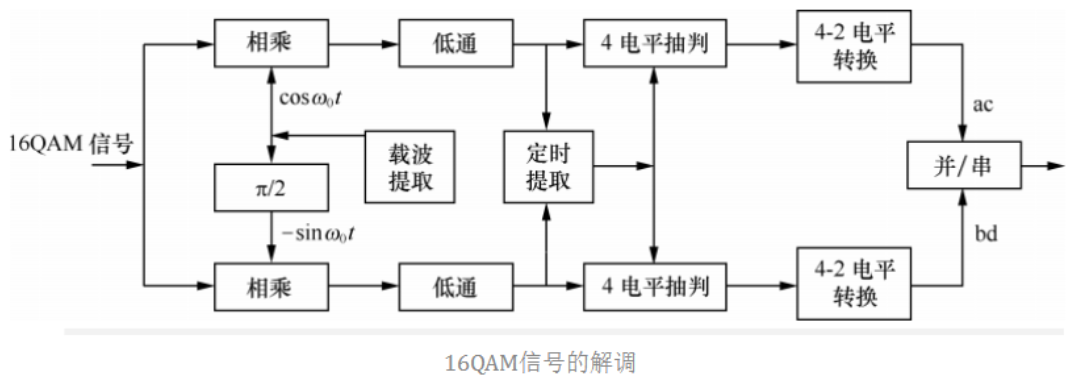 相乘
低通
4 电平抽判
4-2 电平
转换
cosω₀t
ac
16QAM 信号
载波
提取
定时
提取
并/串
π/2
−sinω₀t
bd
相乘
低通
4 电平抽判
4-2 电平
转换
16QAM信号的解调